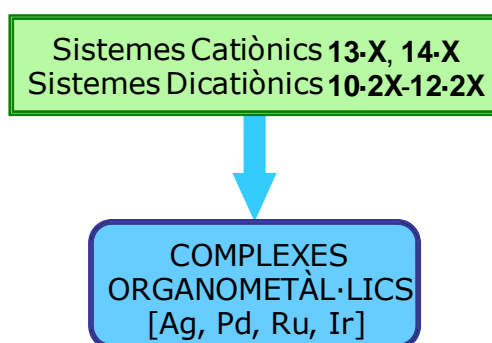 Sistemes Catiònics 13·X, 14·X
Sistemes Dicatiònics 10·2X-12·2X
COMPLEXES
ORGANOMETÀL·LICS
[Ag, Pd, Ru, Ir]